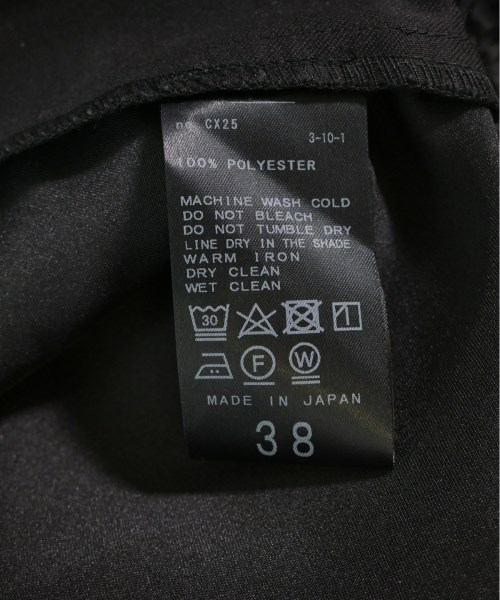 no. CX25
3-10-1
100% POLYESTER
MACHINE WASH COLD
DO NOT BLEACH
DO NOT TUMBLE DRY
LINE DRY IN THE SHADE
WARM IRON
DRY CLEAN
WET CLEAN
30
F
W
MADE IN JAPAN
38